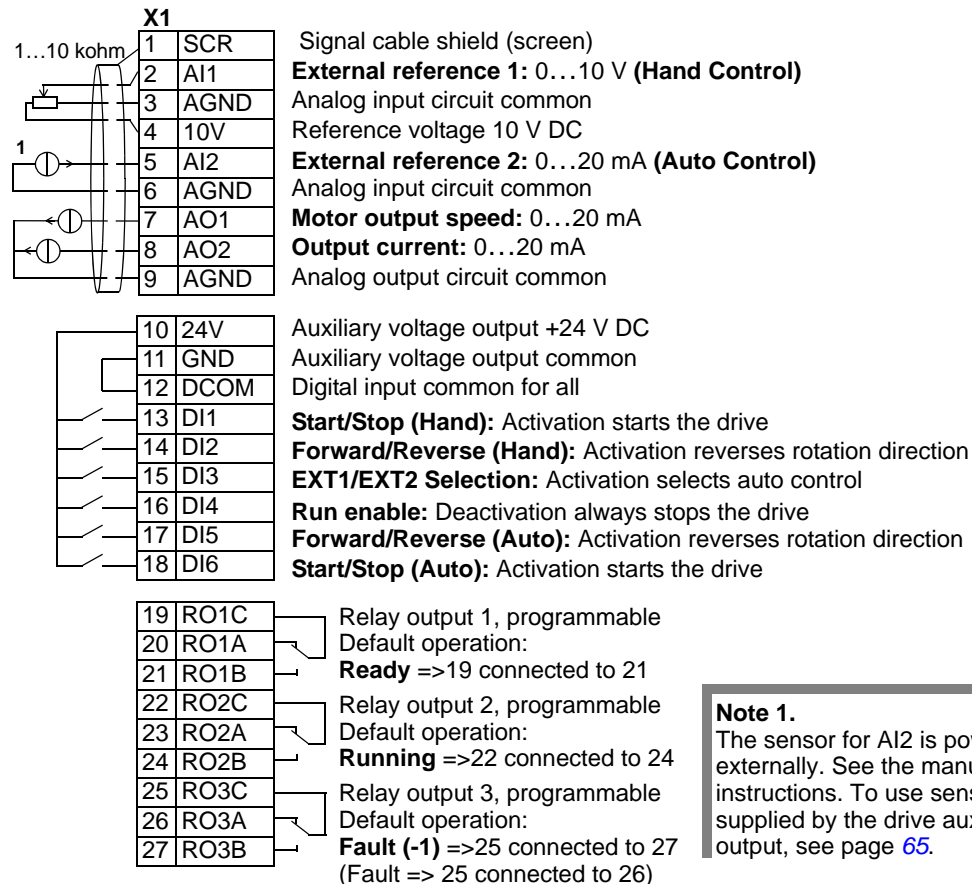 X1
1…10 kohm
1 SCR Signal cable shield (screen)
2 AI1 External reference 1: 0…10 V (Hand Control)
3 AGND Analog input circuit common
4 10V Reference voltage 10 V DC
1
5 AI2 External reference 2: 0…20 mA (Auto Control)
6 AGND Analog input circuit common
7 AO1 Motor output speed: 0…20 mA
8 AO2 Output current: 0…20 mA
9 AGND Analog output circuit common
10 24V Auxiliary voltage output +24 V DC
11 GND Auxiliary voltage output common
12 DCOM Digital input common for all
13 DI1 Start/Stop (Hand): Activation starts the drive
14 DI2 Forward/Reverse (Hand): Activation reverses rotation direction
15 DI3 EXT1/EXT2 Selection: Activation selects auto control
16 DI4 Run enable: Deactivation always stops the drive
17 DI5 Forward/Reverse (Auto): Activation reverses rotation direction
18 DI6 Start/Stop (Auto): Activation starts the drive
19 RO1C Relay output 1, programmable
20 RO1A Default operation:
21 RO1B Ready =>19 connected to 21
22 RO2C Relay output 2, programmable
23 RO2A Default operation:
24 RO2B Running =>22 connected to 24
25 RO3C Relay output 3, programmable
26 RO3A Default operation:
27 RO3B Fault (-1) =>25 connected to 27
(Fault => 25 connected to 26)
Note 1.
The sensor for AI2 is
externally. See the
instructions. To use
supplied by the drive
output, see page 65.